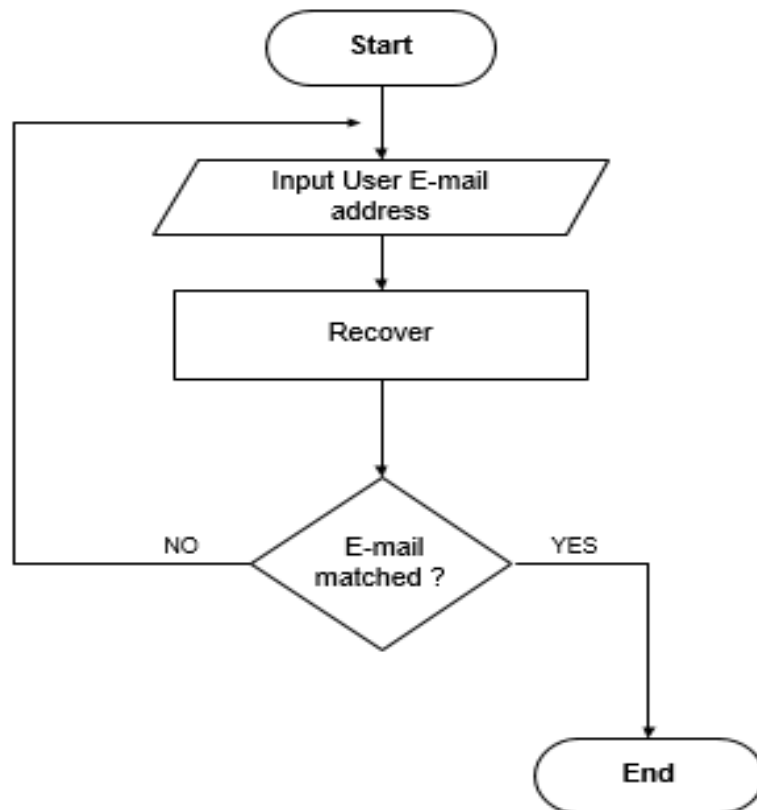 Start
Input User E-mail
address
Recover
NO
E-mail
matched ?
YES
End